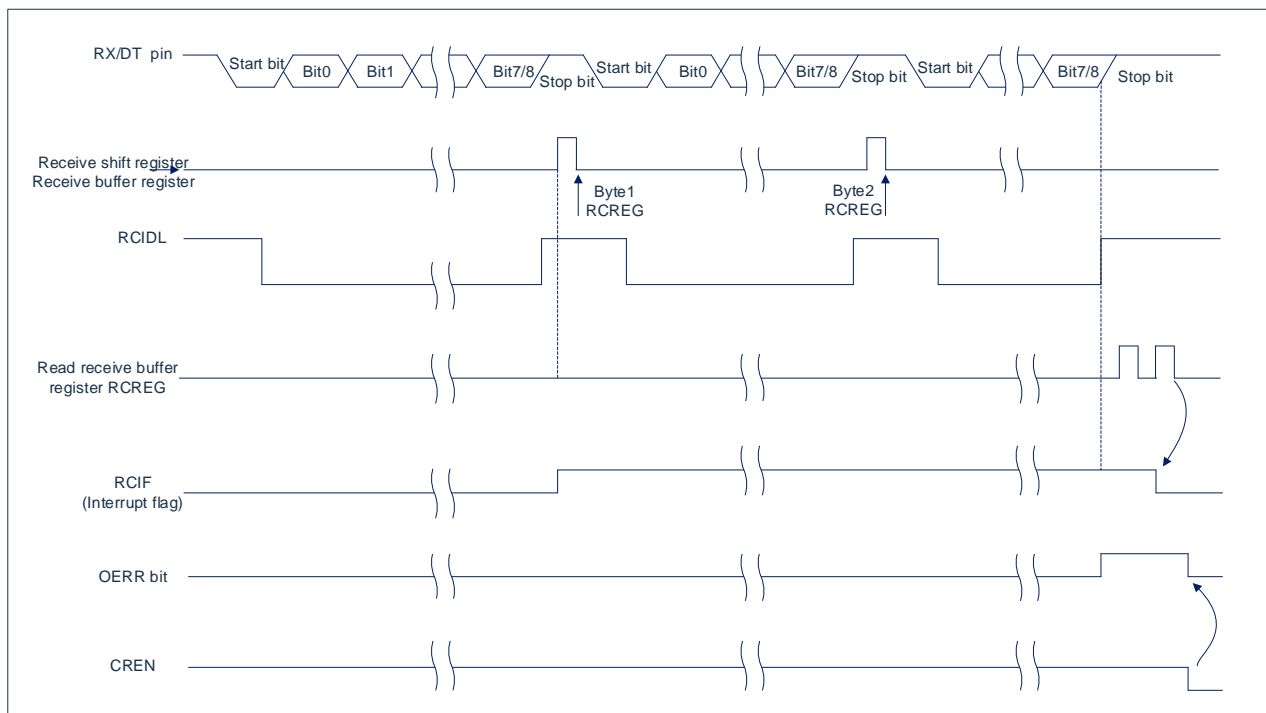 RX/DT pin
Start bit
Bit0
Bit1
Bit7/8
Stop bit
Start bit
Bit0
Bit7/8
Stop bit
Start bit
Bit7/8
Stop bit
Receive shift register
Receive buffer register
Byte1
RCREG
Byte2
RCREG
RCIDL
Read receive buffer
register RCREG
RCIF
(Interrupt flag)
OERR bit
CREN